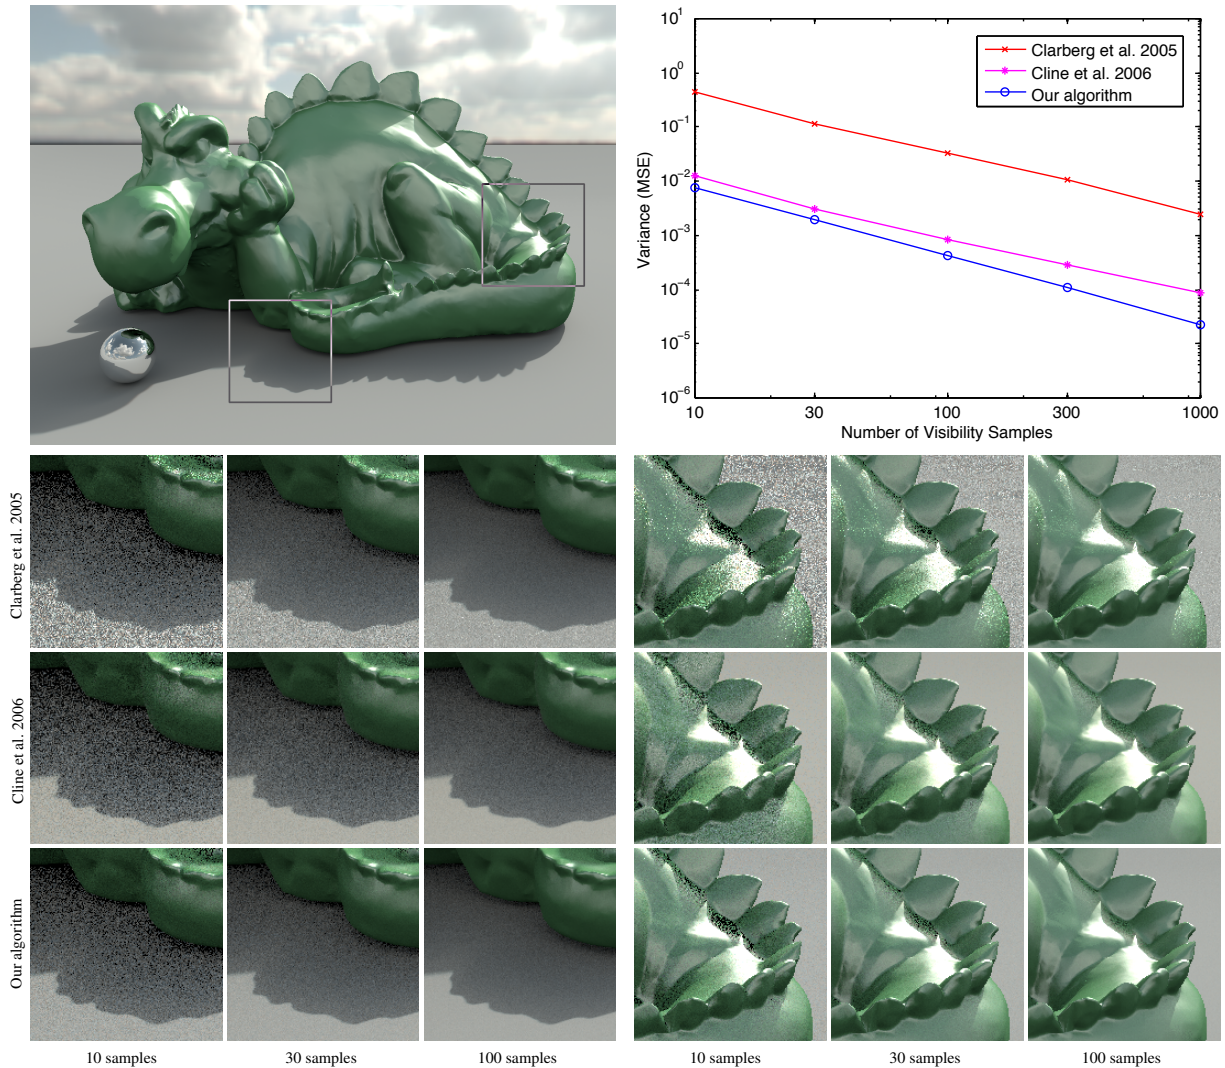 10^1
10^0
10^-1
10^-2
10^-3
10^-4
10^-5
10^-6
Variance (MSE)
Clarberg et al. 2005
Cline et al. 2006
Our algorithm
10 30 100 300 1000
Number of Visibility Samples
Clarberg et al. 2005
Cline et al. 2006
Our algorithm
10 samples 30 samples 100 samples 10 samples 30 samples 100 samples